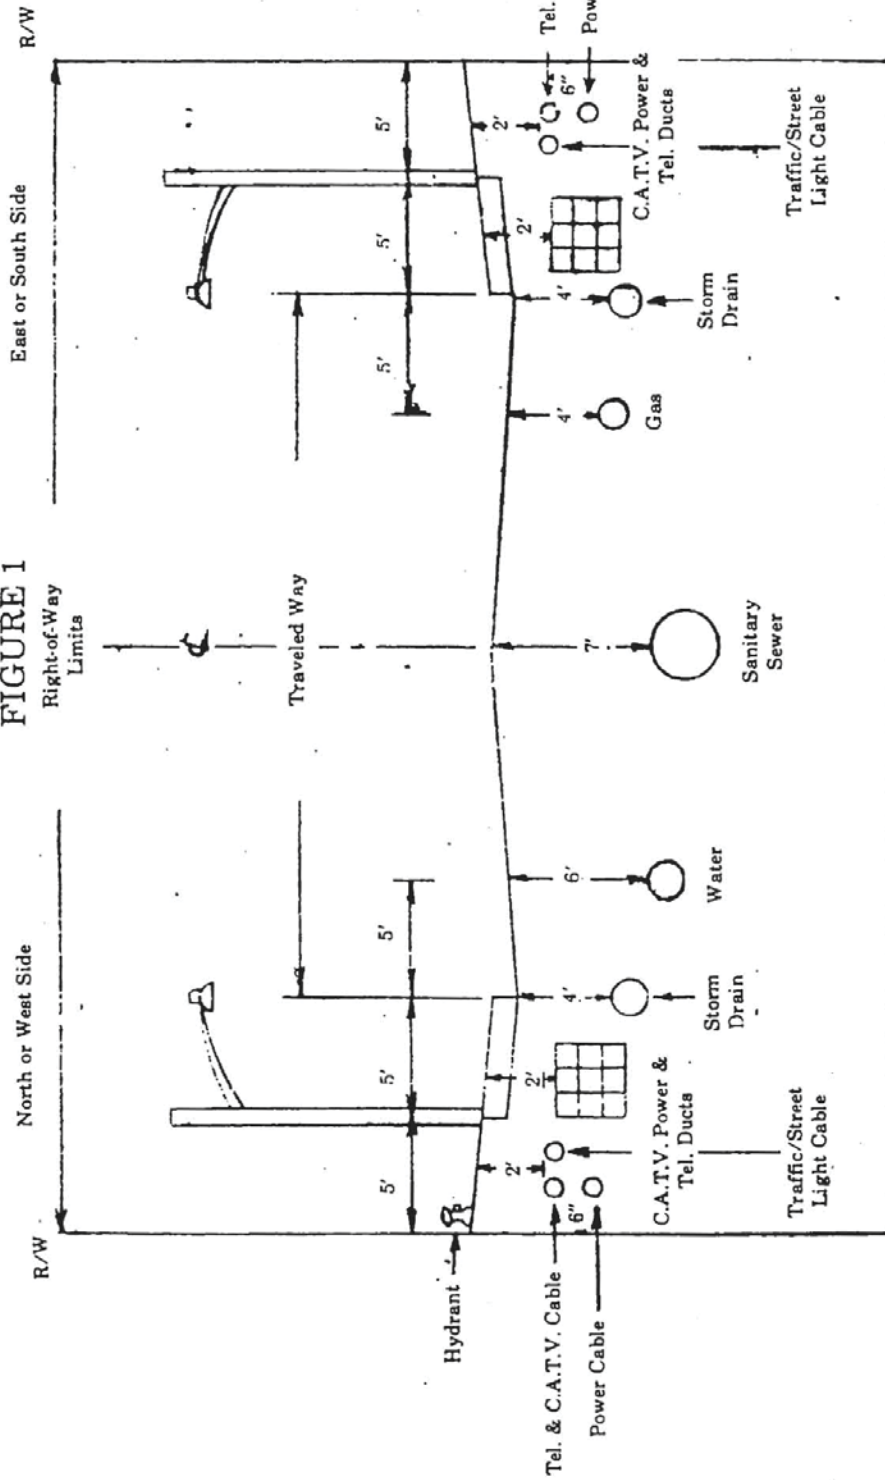 FIGURE 1
Right-of-Way
Limits
R/W
North or West Side
East or South Side
R/W
Traveled Way
5'
5'
5'
5'
5'
5'
Hydrant
2'
2'
4'
6'
7'
4'
4'
2'
2'
6"
6"
Tel. & C.A.T.V. Cable
Power Cable
C.A.T.V. Power &
Tel. Ducts
Traffic/Street
Light Cable
Storm
Drain
Water
Sanitary
Sewer
Gas
Storm
Drain
C.A.T.V. Power &
Tel. Ducts
Traffic/Street
Light Cable
Tel.